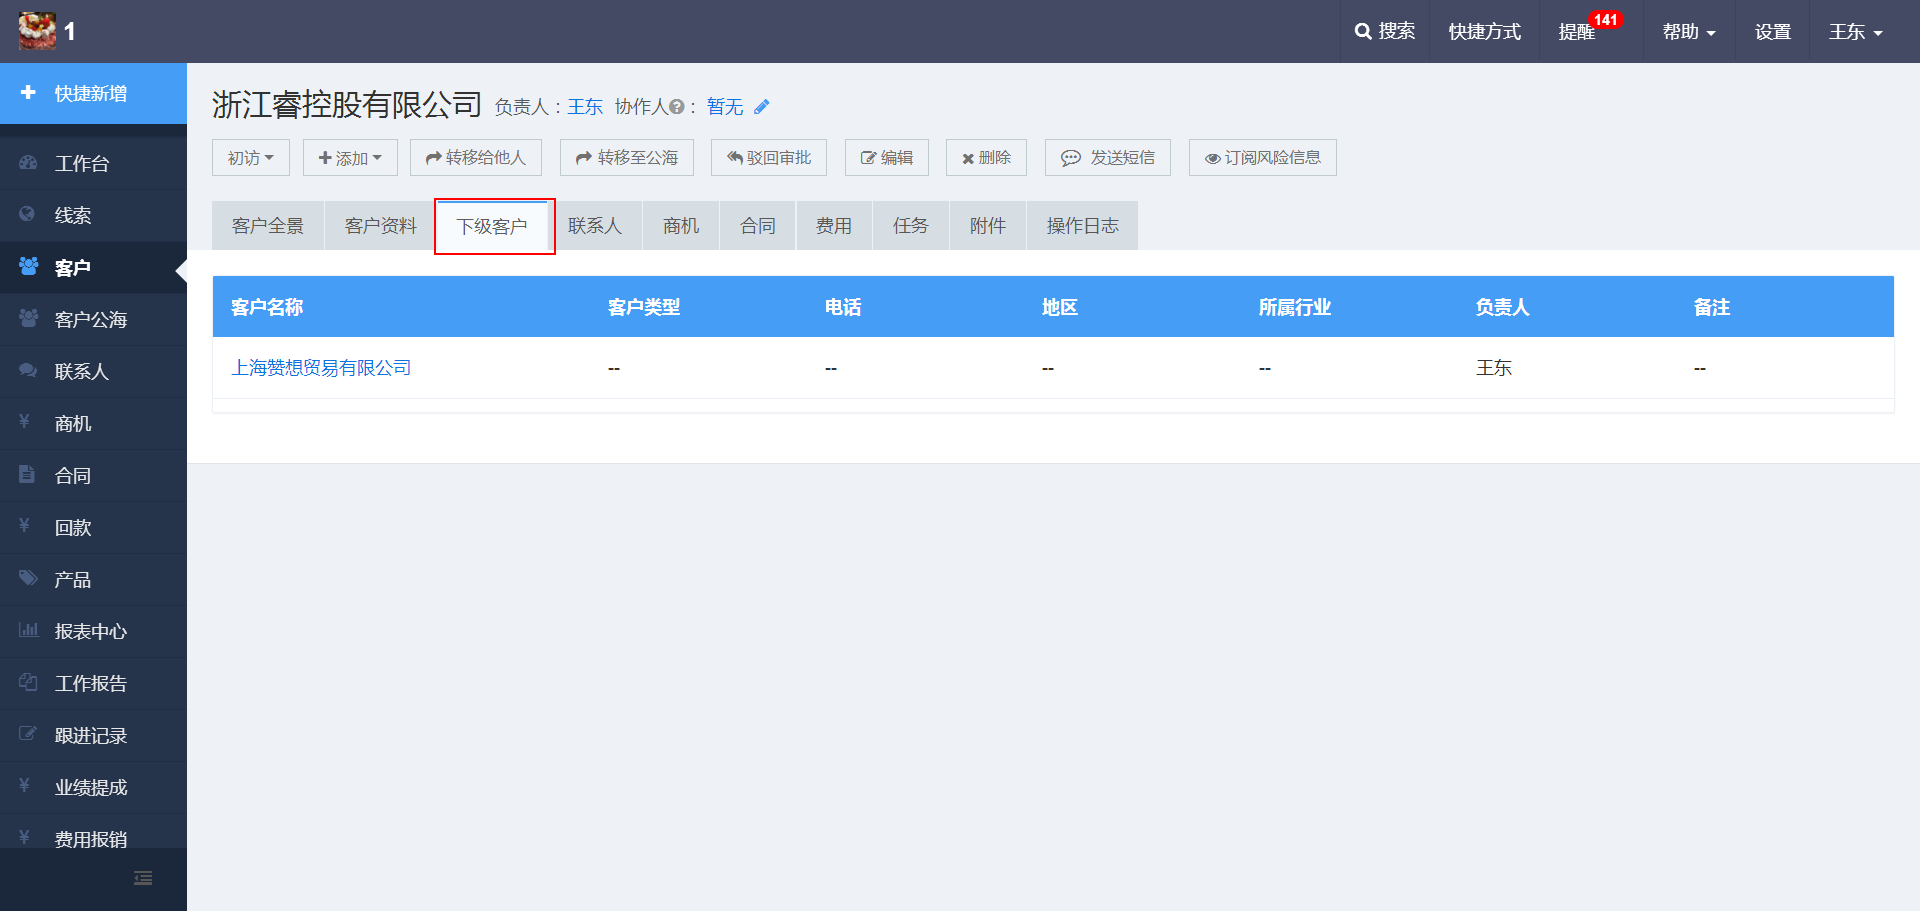 1
搜索
快捷方式
提醒
141
帮助
设置
王东
快捷新增
工作台
线索
客户
客户公海
联系人
商机
合同
回款
产品
报表中心
工作报告
跟进记录
业绩提成
费用报销
浙江睿控股有限公司 负责人：王东 协作人：暂无
初访 添加 转移给他人 转移至公海 驳回审批 编辑 删除 发送短信 订阅风险信息
客户全景 客户资料 下级客户 联系人 商机 合同 费用 任务 附件 操作日志
客户名称 客户类型 电话 地区 所属行业 负责人 备注
上海赞想贸易有限公司 -- -- -- -- 王东 --